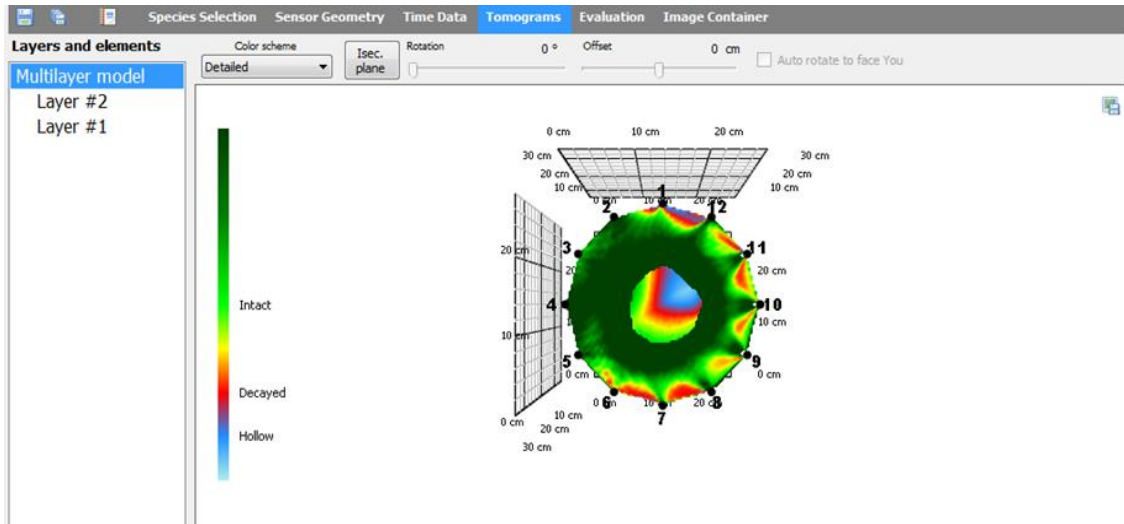 Species Selection Sensor Geometry Time Data Tomograms Evaluation Image Container
Layers and elements
Multilayer model
Layer #2
Layer #1
Color scheme
Detailed
Isec.
plane
Rotation 0 °
Offset 0 cm
Auto rotate to face You
Intact
Decayed
Hollow
0 cm 10 cm 20 cm
30 cm 30 cm
20 cm 20 cm
10 cm 10 cm
1
2 12
3 11
20 cm
20 cm
4 10
10 cm
10 cm
5 9
0 cm 0 cm
6 8
7
20
0 cm
10 cm
20 cm
30 cm